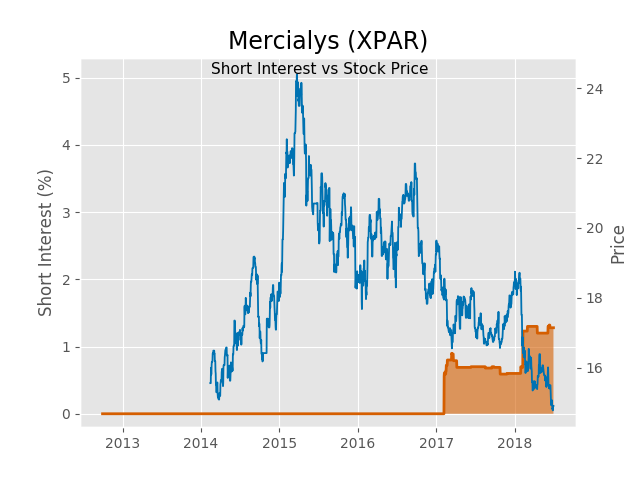 Mercialys (XPAR)
Short Interest vs Stock Price
Short Interest (%)
5
4
3
2
1
0
24
22
20
18
16
Price
2013 2014 2015 2016 2017 2018